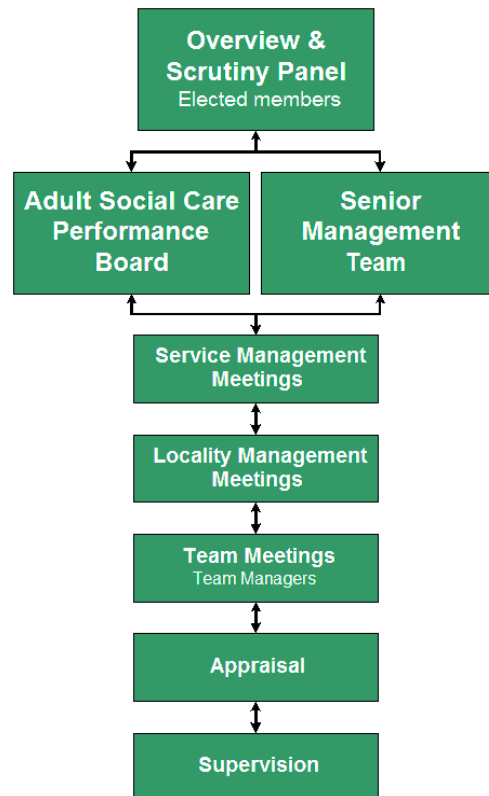 Overview &
Scrutiny Panel
Elected members
Adult Social Care
Performance
Board
Senior
Management
Team
Service Management
Meetings
Locality Management
Meetings
Team Meetings
Team Managers
Appraisal
Supervision